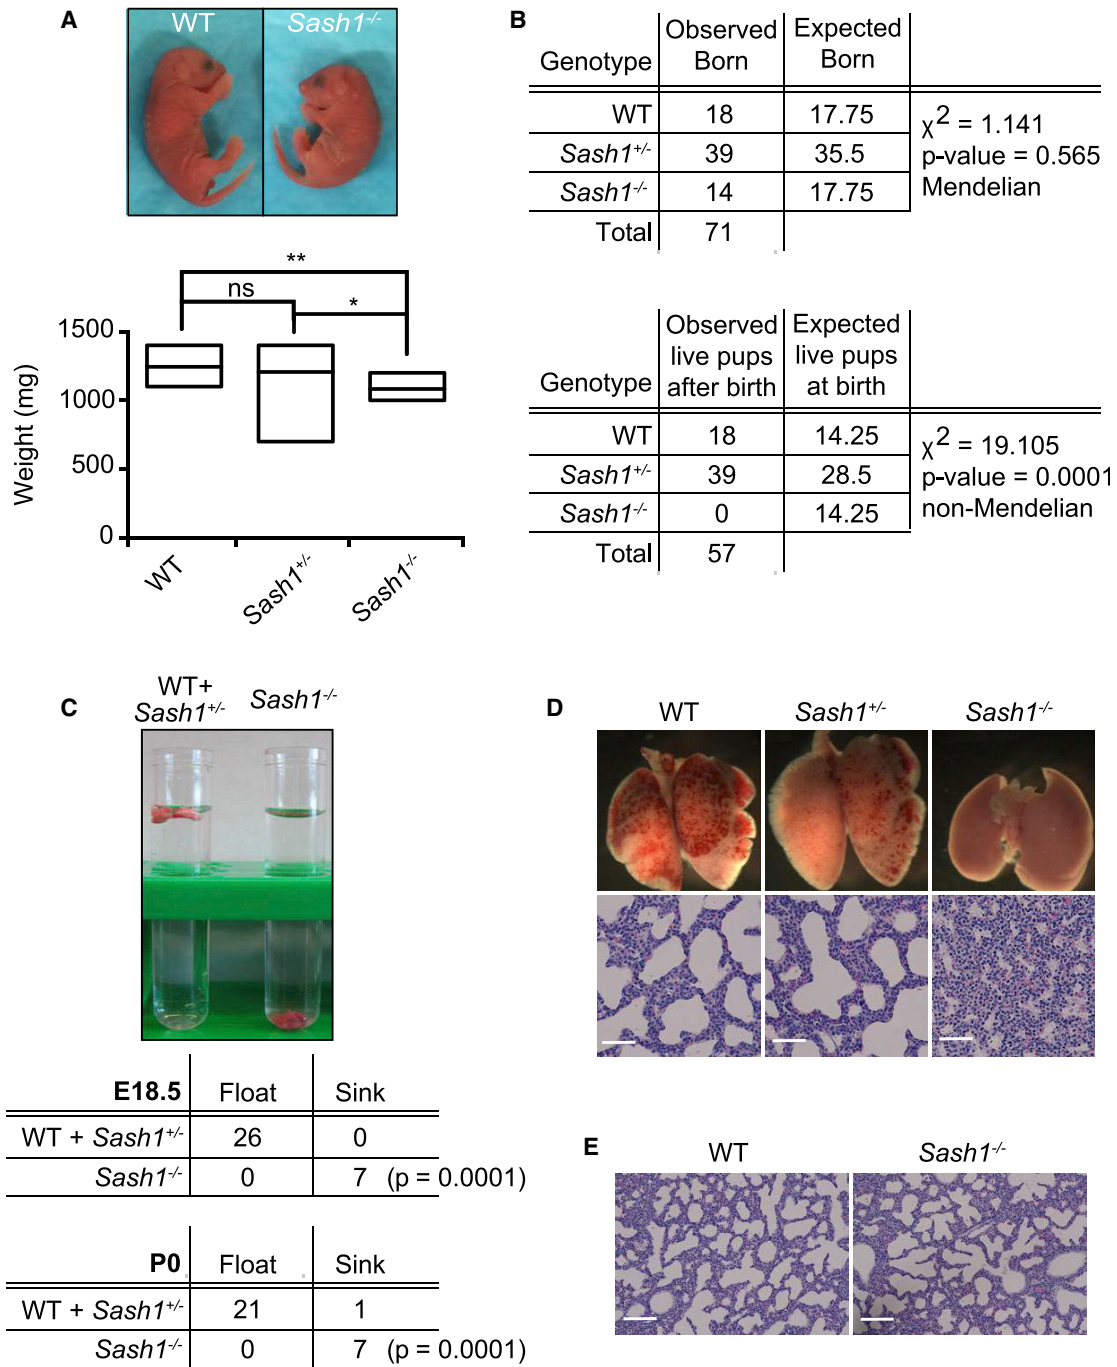 A
WT
Sash1-/-
**
ns
*
Weight (mg)
1500
1000
500
0
WT
Sash1+/-
Sash1-/-
B
Genotype Observed Born Expected Born
WT 18 17.75
Sash1+/- 39 35.5
Sash1-/- 14 17.75
Total 71
χ2 = 1.141
p-value = 0.565
Mendelian
Genotype Observed live pups after birth Expected live pups at birth
WT 18 14.25
Sash1+/- 39 28.5
Sash1-/- 0 14.25
Total 57
χ2 = 19.105
p-value = 0.0001
non-Mendelian
C
WT+
Sash1+/-
Sash1-/-
E18.5 Float Sink
WT + Sash1+/- 26 0
Sash1-/- 0 7 (p = 0.0001)
P0 Float Sink
WT + Sash1+/- 21 1
Sash1-/- 0 7 (p = 0.0001)
D
WT
Sash1+/-
Sash1-/-
E
WT
Sash1-/-